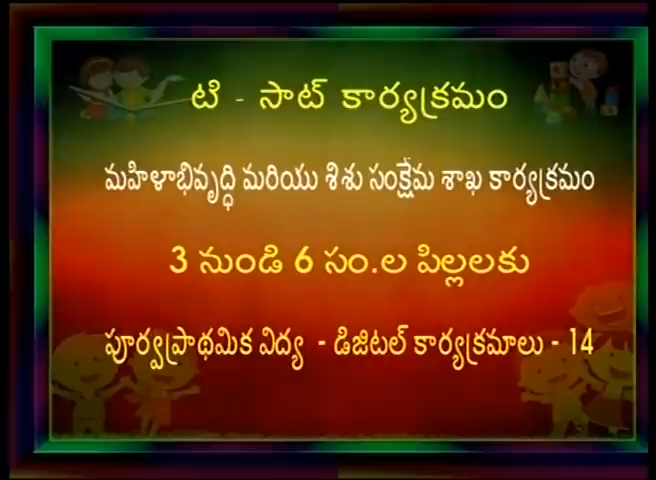 టి - సాట్ కార్యక్రమం
మహిళాభివృద్ధి మరియు శిశు సంక్షేమ శాఖ కార్యక్రమం
3 నుండి 6 సం.ల పిల్లలకు
పూర్వప్రాథమిక విద్య - డిజిటల్ కార్యక్రమాలు - 14